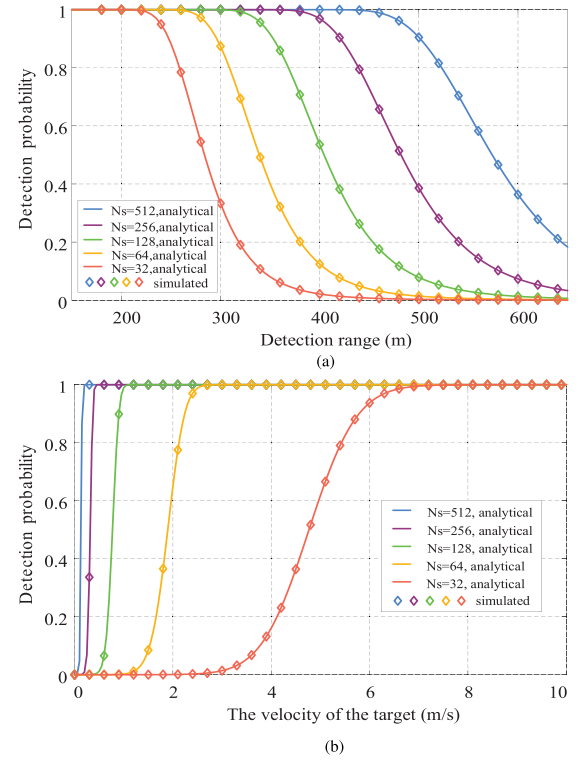 1
0.8
0.6
0.4
0.2
0
Detection probability
Ns=512,analytical
Ns=256,analytical
Ns=128,analytical
Ns=64,analytical
Ns=32,analytical
simulated
200 300 400 500 600
Detection range (m)
(a)
1
0.8
0.6
0.4
0.2
0
Detection probability
Ns=512, analytical
Ns=256, analytical
Ns=128, analytical
Ns=64, analytical
Ns=32, analytical
simulated
0 2 4 6 8 10
The velocity of the target (m/s)
(b)